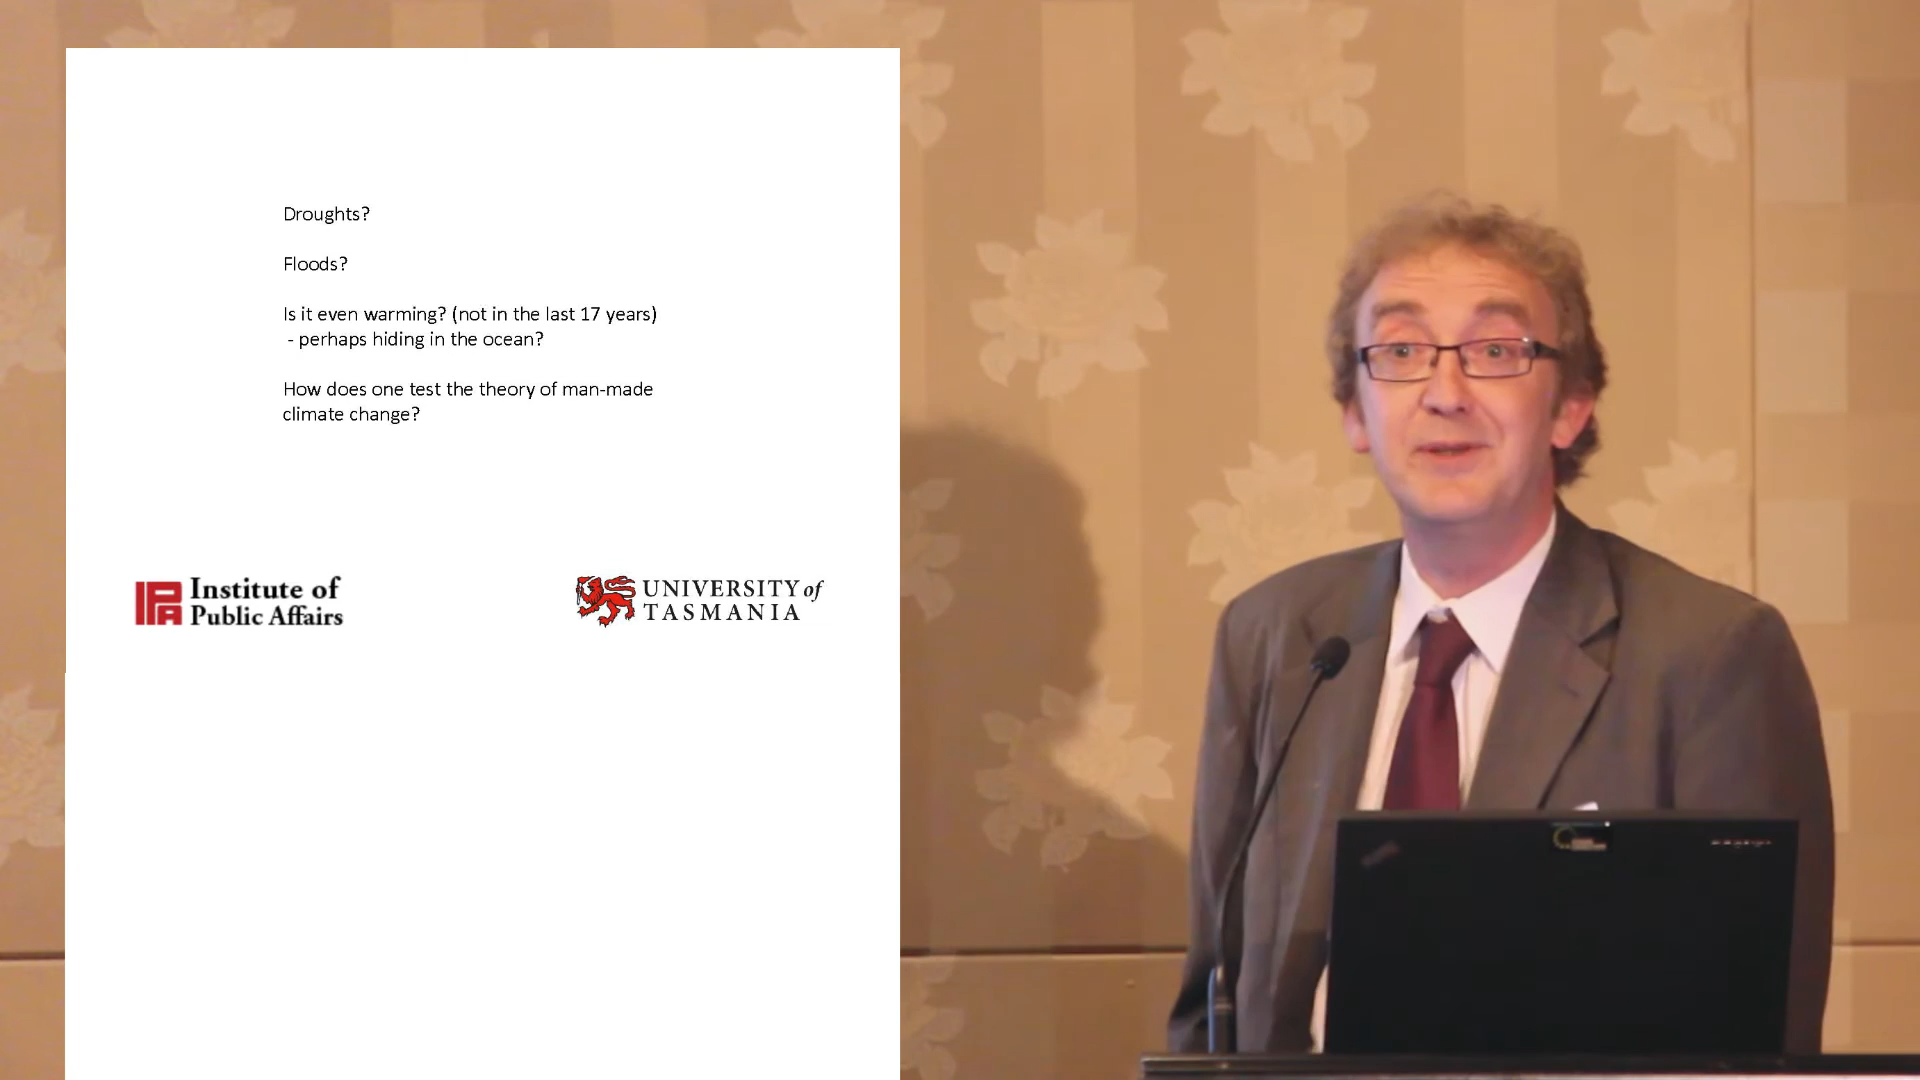 Droughts?
Floods?
Is it even warming? (not in the last 17 years)
- perhaps hiding in the ocean?
How does one test the theory of man-made
climate change?
IPA Institute of
Public Affairs
UNIVERSITY of
TASMANIA